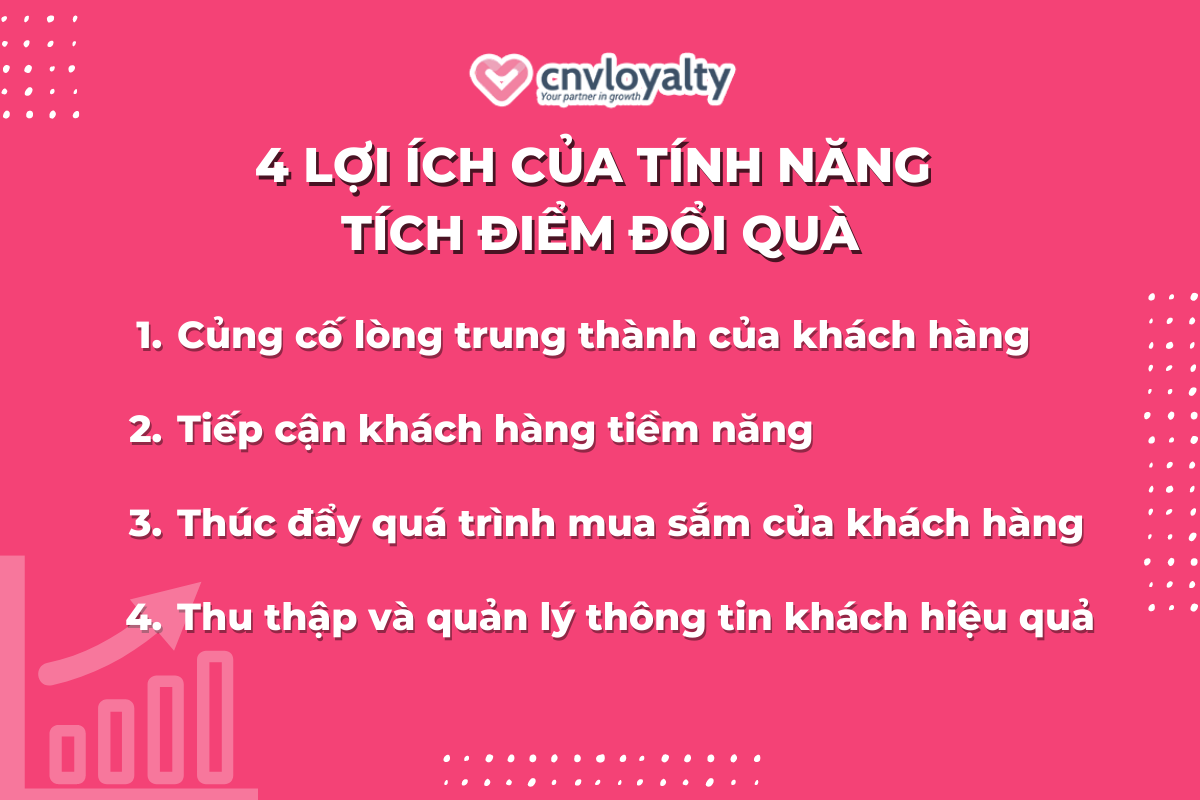 cnvloyalty
Your partner in growth
4 LỢI ÍCH CỦA TÍNH NĂNG
TÍCH ĐIỂM ĐỔI QUÀ
1. Củng cố lòng trung thành của khách hàng
2. Tiếp cận khách hàng tiềm năng
3. Thúc đẩy quá trình mua sắm của khách hàng
4. Thu thập và quản lý thông tin khách hiệu quả